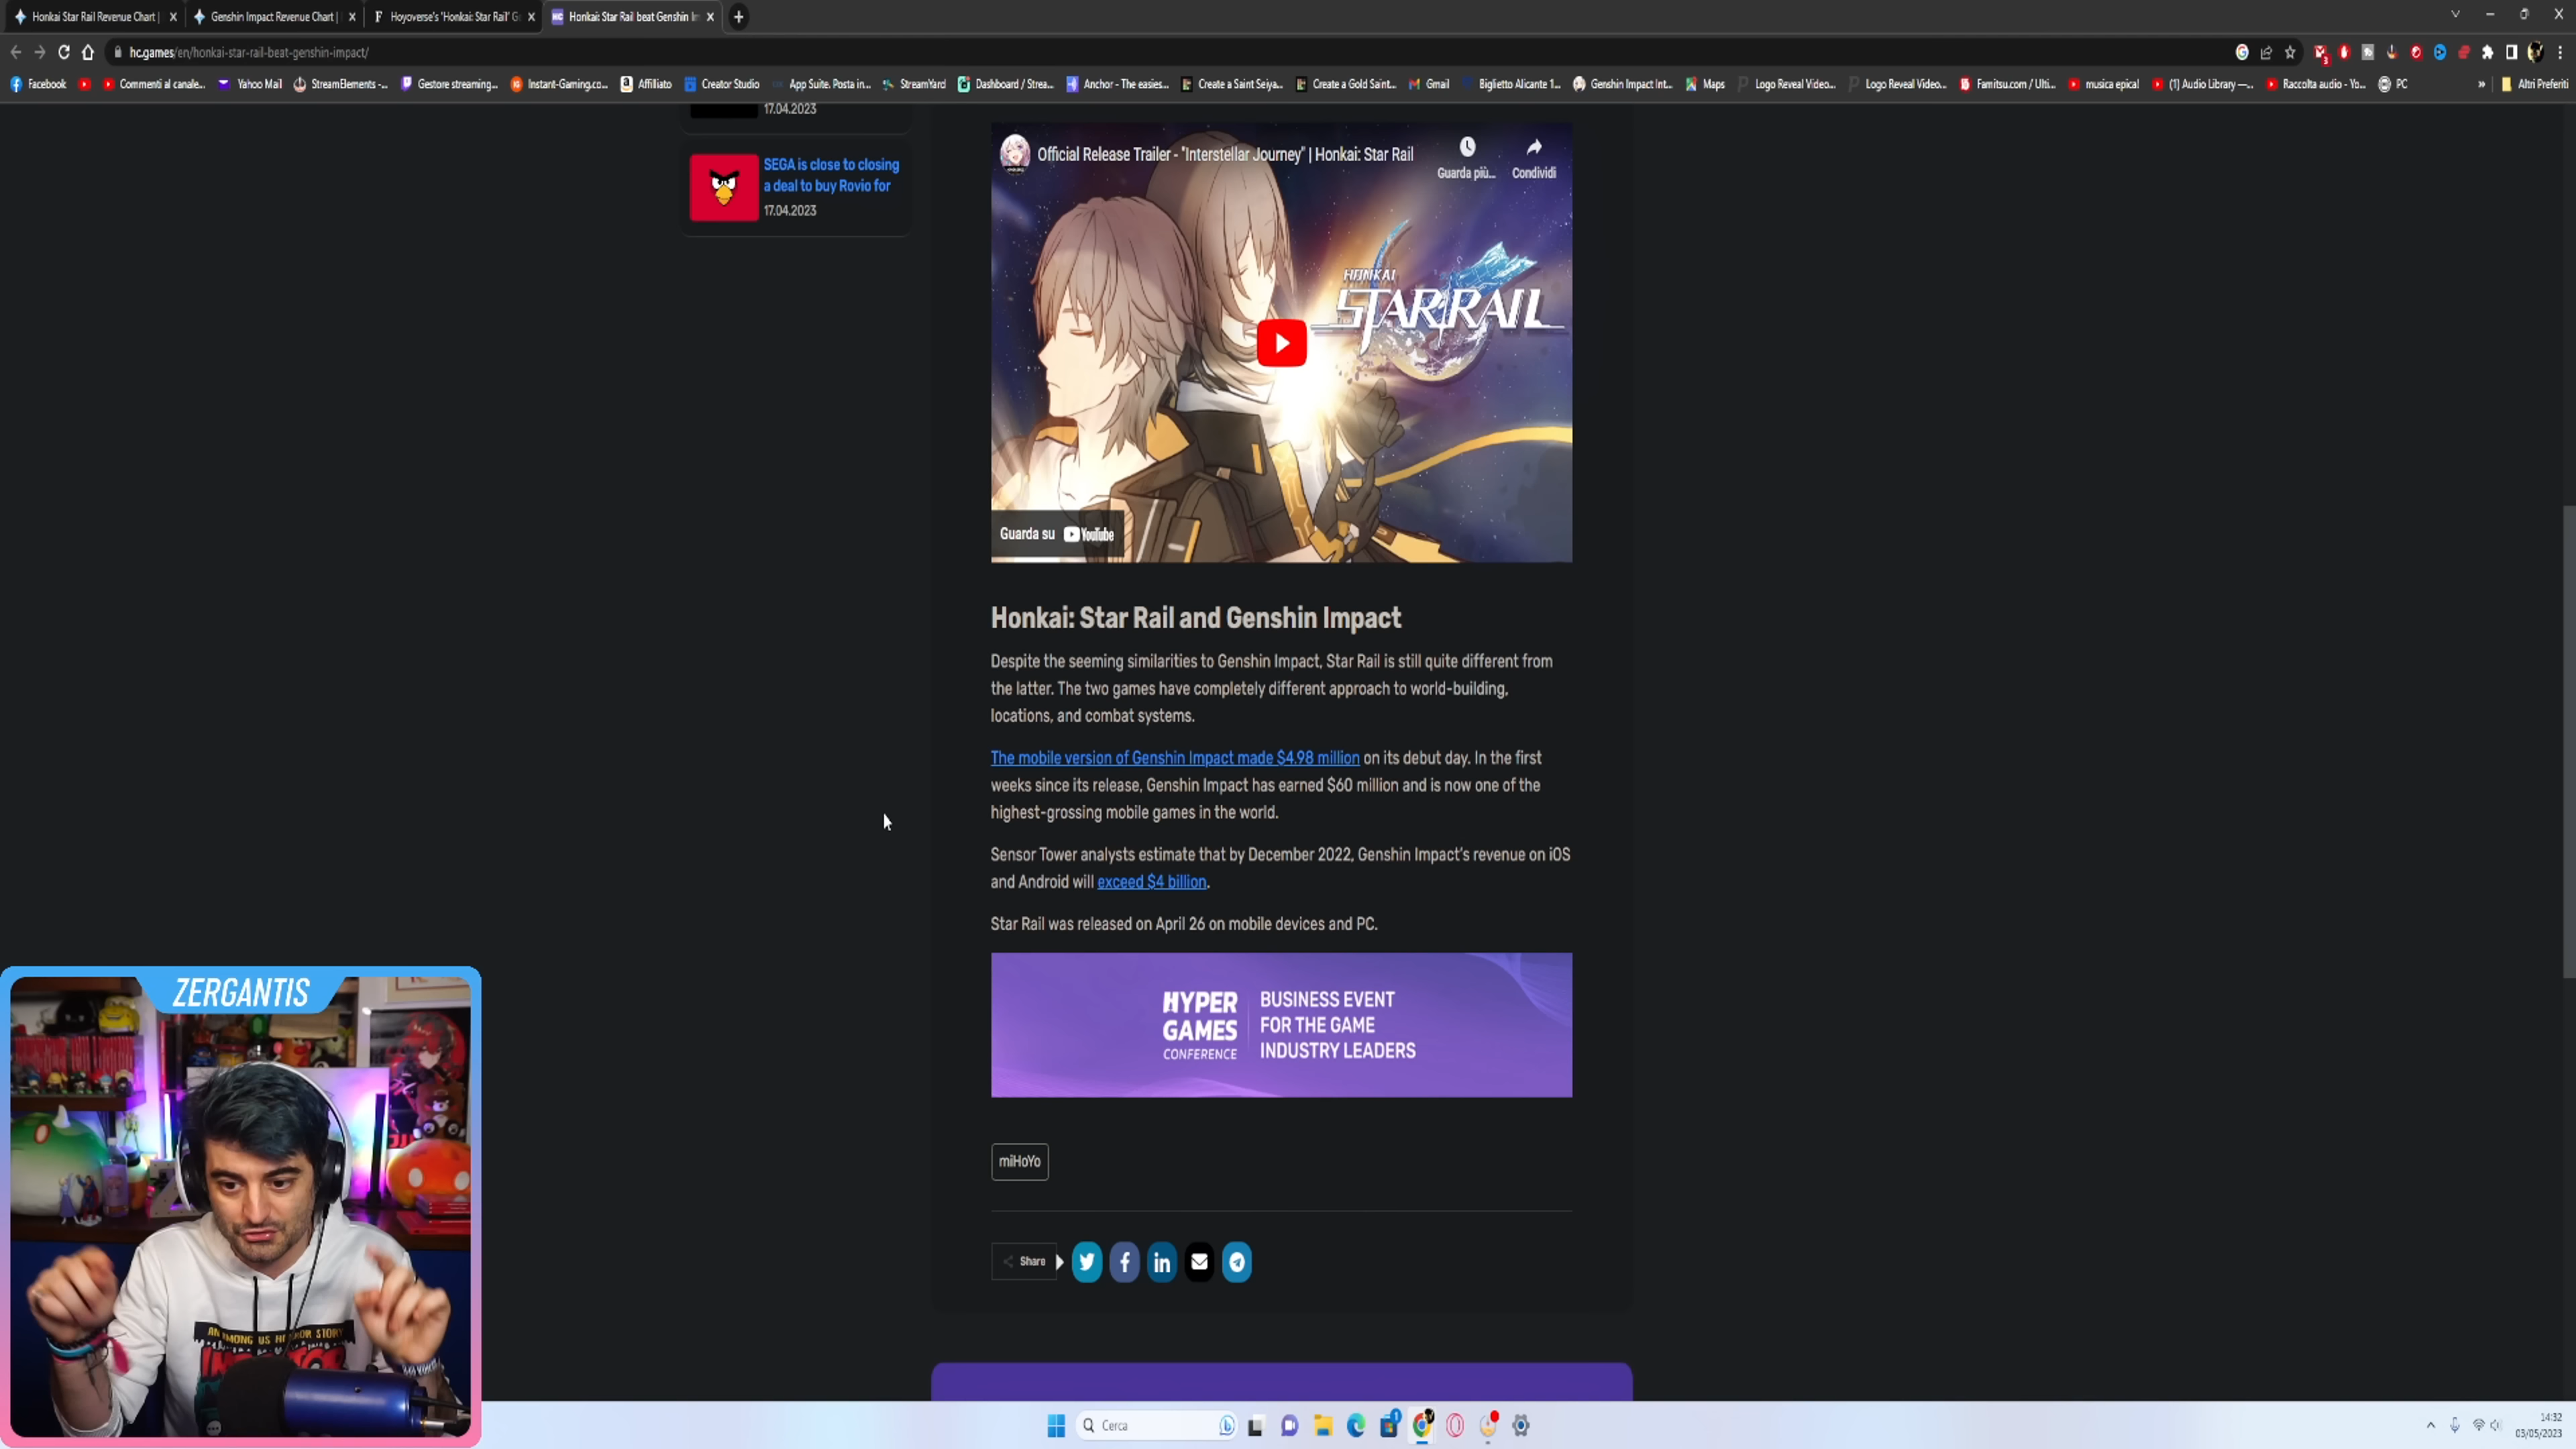 Honkai Star Rail Revenue Chart |
Genshin Impact Revenue Chart |
Hoyoverse's 'Honkai: Star Rail' G
Honkai: Star Rail beat Genshin Im
hc.games/en/honkai-star-rail-beat-genshin-impact/
Facebook
Commenti al canale...
Yahoo Mail
StreamElements -...
Gestore streaming...
Instant-Gaming.co...
Affiliato
Creator Studio
App Suite. Posta in...
StreamYard
Dashboard / Strea...
Anchor - The easies...
Create a Saint Seiya...
Create a Gold Saint...
Gmail
Biglietto Alicante 1...
Genshin Impact Int...
Maps
Logo Reveal Video...
Logo Reveal Video...
Famitsu.com / Ulti...
musica epical
(1) Audio Library —...
Raccolta audio - Yo...
PC
»
Altri Preferiti
17.04.2023
SEGA is close to closing
a deal to buy Rovio for
17.04.2023
Official Release Trailer - "Interstellar Journey" | Honkai: Star Rail
Guarda più...
Condividi
HONKAI
STAR RAIL
Guarda su YouTube
Honkai: Star Rail and Genshin Impact
Despite the seeming similarities to Genshin Impact, Star Rail is still quite different from
the latter. The two games have completely different approach to world-building,
locations, and combat systems.
The mobile version of Genshin Impact made $4.98 million on its debut day. In the first
weeks since its release, Genshin Impact has earned $60 million and is now one of the
highest-grossing mobile games in the world.
Sensor Tower analysts estimate that by December 2022, Genshin Impact's revenue on iOS
and Android will exceed $4 billion.
Star Rail was released on April 26 on mobile devices and PC.
HYPER
GAMES
CONFERENCE
BUSINESS EVENT
FOR THE GAME
INDUSTRY LEADERS
miHoYo
Share
ZERGANTIS
AN AMONG US HORROR STORY
Cerca
14:32
03/05/2023